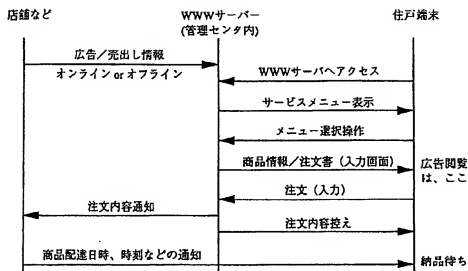 店舗など
WWWサーバー
(管理センタ内)
住戸端末
広告／売出し情報
オンライン or オフライン
WWWサーバへアクセス
サービスメニュー表示
メニュー選択操作
商品情報／注文書（入力画面）
広告閲覧
は、ここ
注文（入力）
注文内容通知
注文内容控え
商品配達日時、時刻などの通知
納品待ち